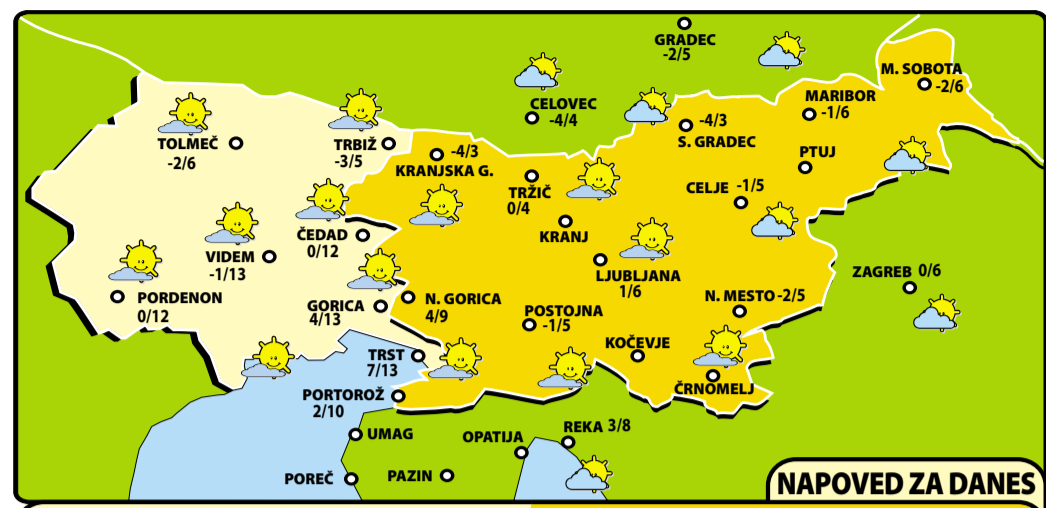 GRADEC
-2/5
M. SOBOTA
-2/6
CELOVEC
-4/4
MARIBOR
-1/6
-4/3
S. GRADEC
TOLMEČ
-2/6
TRBIŽ
-3/5
-4/3
KRANJSKA G.
PTUJ
TRŽIČ
0/4
CELJE -1/5
KRANJ
ČEDAD
0/12
VIDEM
-1/13
LJUBLJANA
1/6
ZAGREB 0/6
PORDENON
0/12
GORICA
4/13
N. GORICA
4/9
POSTOJNA
-1/5
N. MESTO -2/5
KOČEVJE
TRST
7/13
ČRNOMELJ
PORTOROŽ
2/10
UMAG
OPATIJA
REKA 3/8
POREČ
PAZIN
NAPOVED ZA DANES